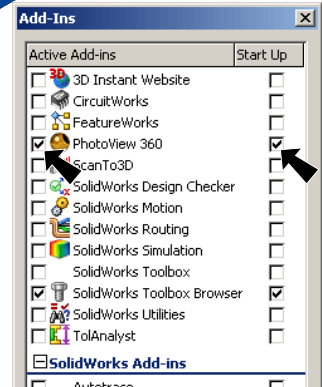 Add-Ins
Active Add-ins Start Up
3D Instant Website
CircuitWorks
FeatureWorks
PhotoView 360
ScanTo3D
SolidWorks Design Checker
SolidWorks Motion
SolidWorks Routing
SolidWorks Simulation
SolidWorks Toolbox
SolidWorks Toolbox Browser
SolidWorks Utilities
TolAnalyst
SolidWorks Add-ins
Autotrace